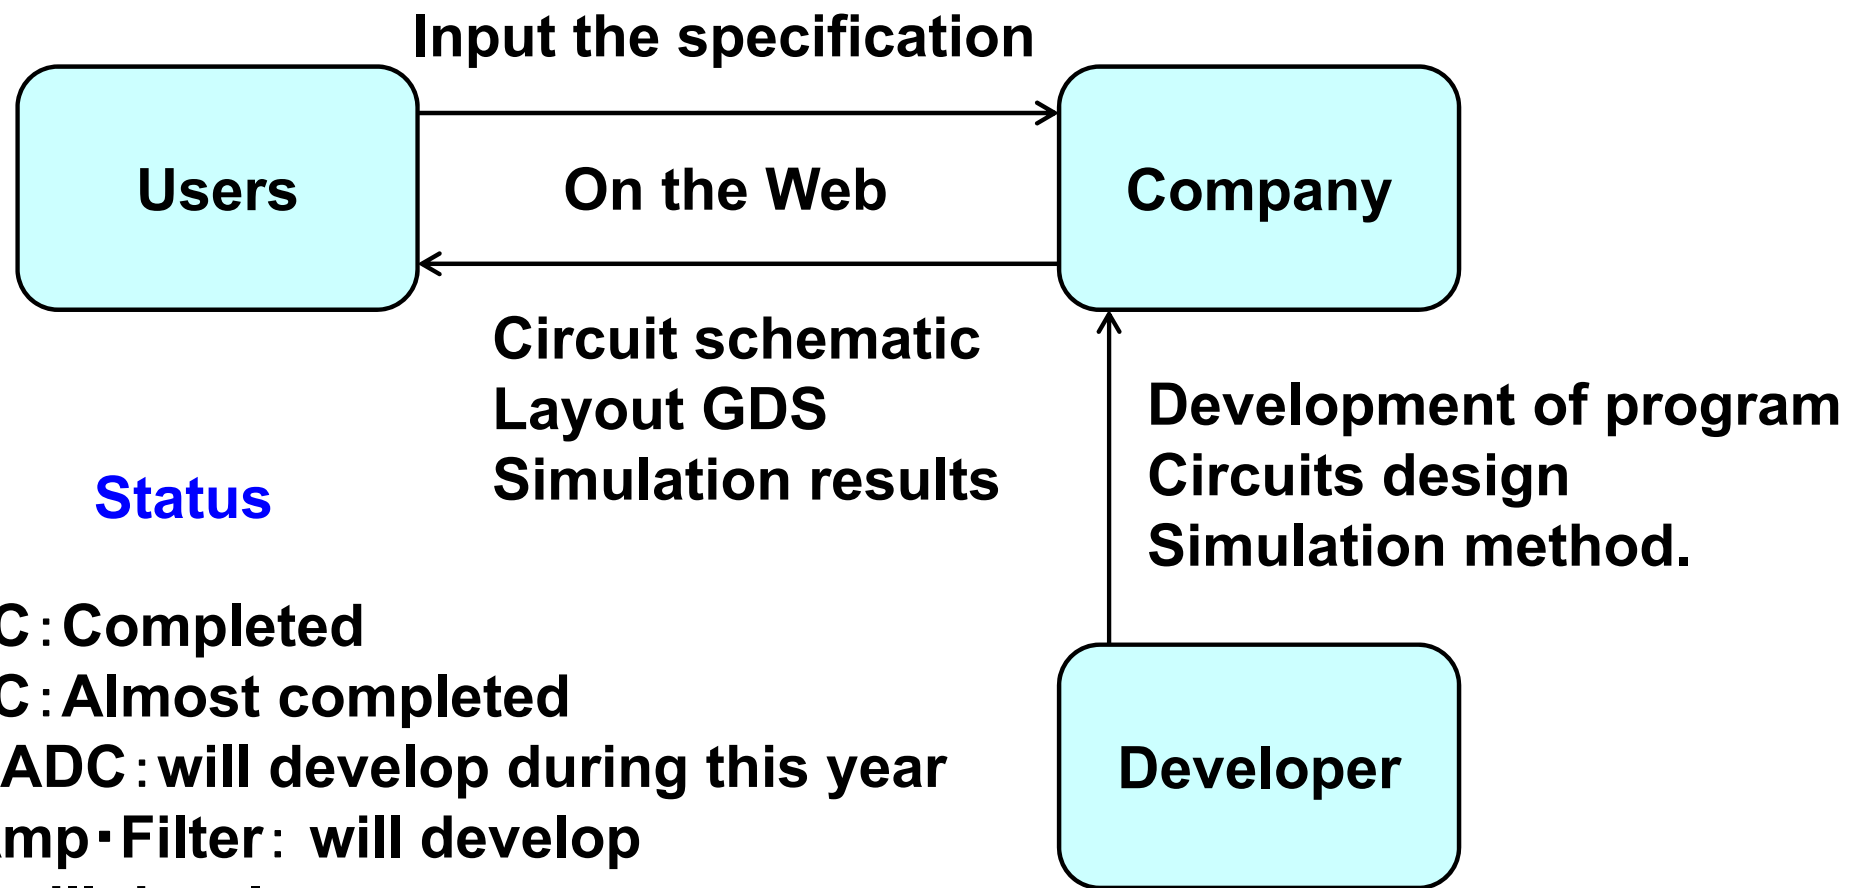 Input the specification
Users
On the Web
Company
Circuit schematic
Layout GDS
Simulation results
Development of program
Circuits design
Simulation method.
Status
C：Completed
C：Almost completed
ADC：will develop during this year
mp・Filter： will develop
Developer